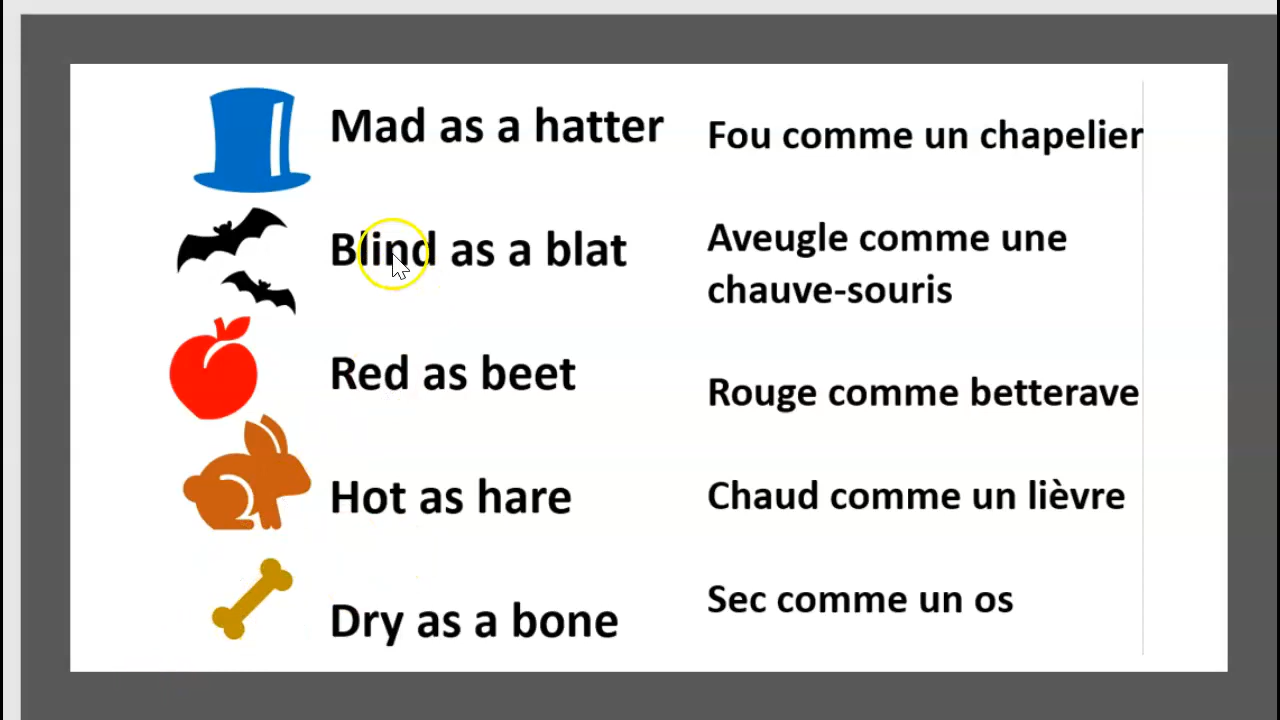 Mad as a hatter
Fou comme un chapelier
Blind as a blat
Aveugle comme une
chauve-souris
Red as beet
Rouge comme betterave
Hot as hare
Chaud comme un lièvre
Dry as a bone
Sec comme un os